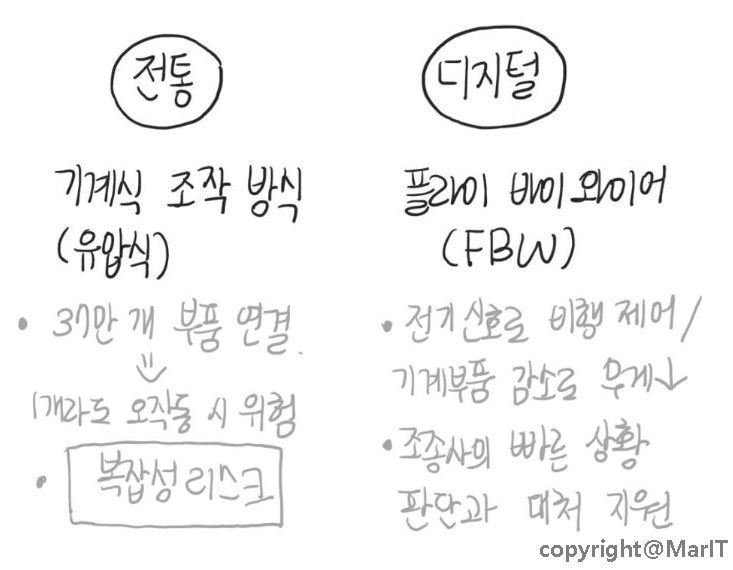 전통
기계식 조작 방식
(유압식)
• 37만 개 부품 연결
⇓
1개라도 오작동 시 위험
• 복잡성 리스크
디지털
플라이 바이 와이어
(FBW)
• 전기신호로 비행 제어/
기계부품 감소로 무게↓
• 조종사의 빠른 상황
판단과 대처 지원
copyright@MarIT